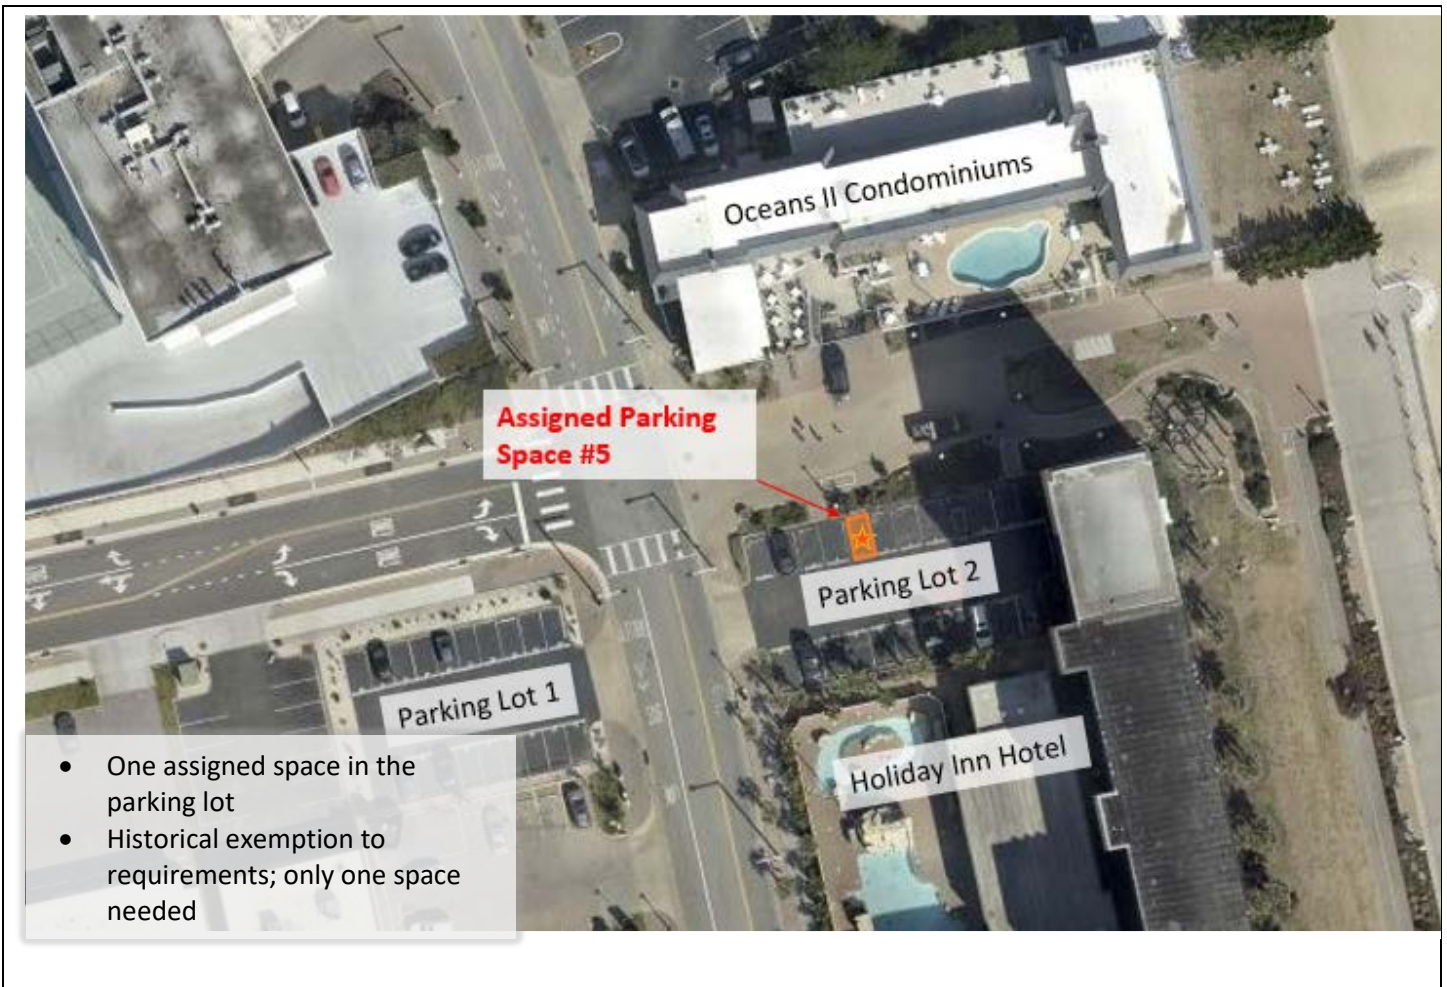 Oceans II Condominiums
Assigned Parking
Space #5
Parking Lot 2
Parking Lot 1
Holiday Inn Hotel
• One assigned space in the
parking lot
• Historical exemption to
requirements; only one space
needed